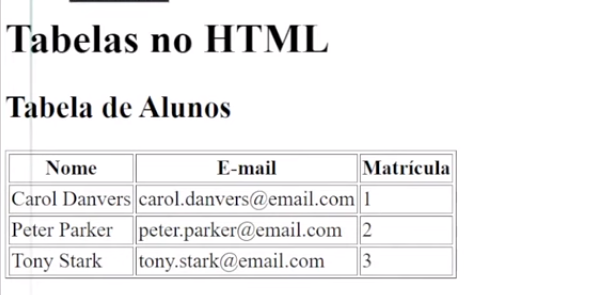 Tabelas no HTML
Tabela de Alunos
Nome E-mail Matrícula
Carol Danvers carol.danvers@email.com 1
Peter Parker peter.parker@email.com 2
Tony Stark tony.stark@email.com 3